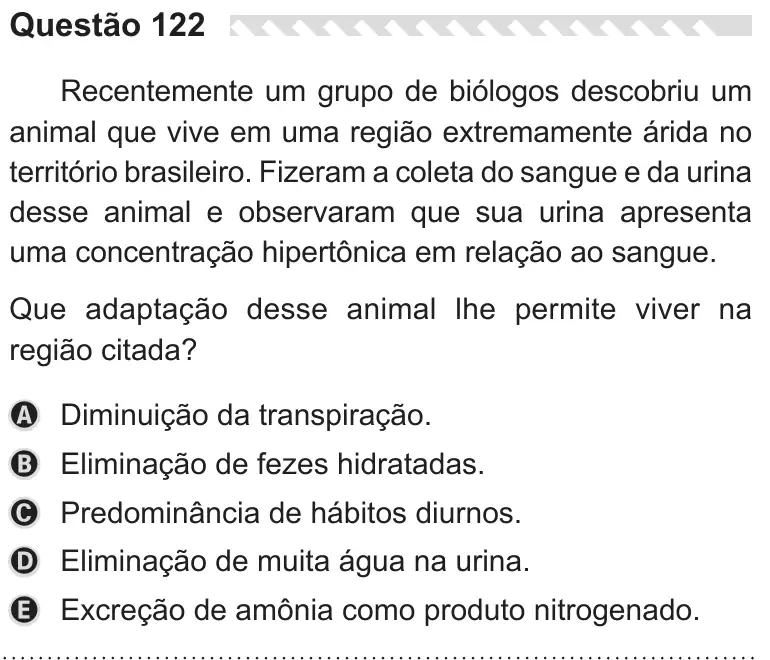 Questão 122
Recentemente um grupo de biólogos descobriu um
animal que vive em uma região extremamente árida no
território brasileiro. Fizeram a coleta do sangue e da urina
desse animal e observaram que sua urina apresenta
uma concentração hipertônica em relação ao sangue.
Que adaptação desse animal lhe permite viver na
região citada?
A Diminuição da transpiração.
B Eliminação de fezes hidratadas.
C Predominância de hábitos diurnos.
D Eliminação de muita água na urina.
E Excreção de amônia como produto nitrogenado.